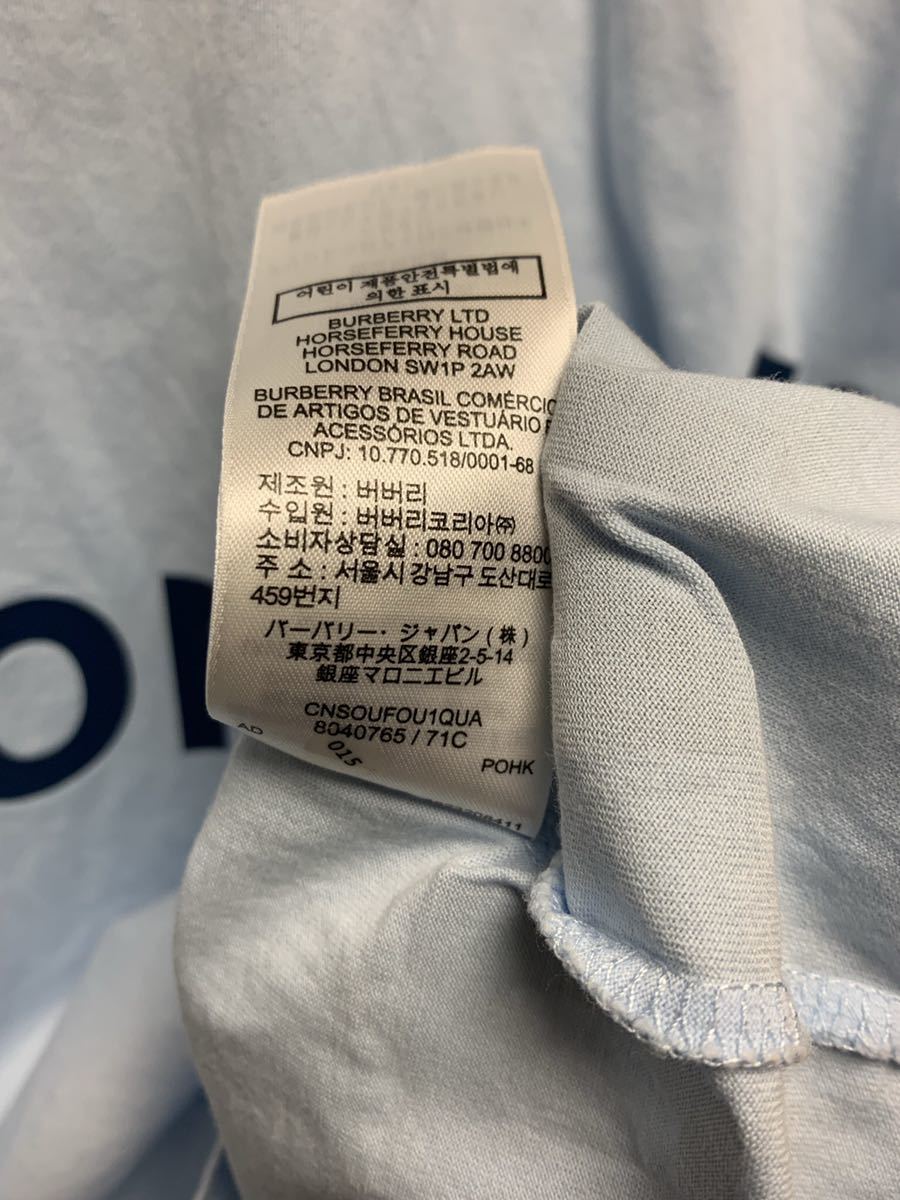 어린이 제품안전특별법에
의한 표시
BURBERRY LTD
HORSEFERRY HOUSE
HORSEFERRY ROAD
LONDON SW1P 2AW
BURBERRY BRASIL COMÉRCIO
DE ARTIGOS DE VESTUÁRIO E
ACESSÓRIOS LTDA.
CNPJ: 10.770.518/0001-68
제조원 : 버버리
수입원 : 버버리코리아㈜
소비자상담실 : 080 700 8800
주 소 : 서울시 강남구 도산대로
459번지
バーバリー・ジャパン(株)
東京都中央区銀座2-5-14
銀座マロニエビル
CNSOUFOU1QUA
8040765 / 71C
AD
015
POHK